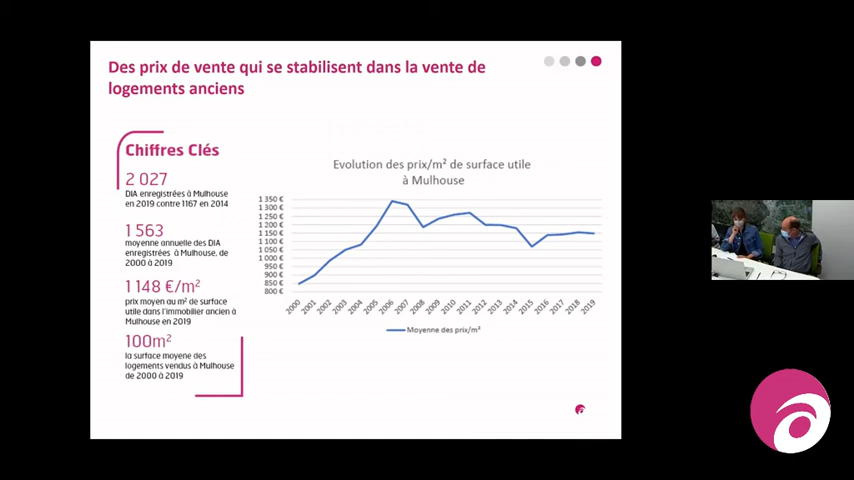 Des prix de vente qui se stabilisent dans la vente de
logements anciens
Chiffres Clés
2 027
DIA enregistrées à Mulhouse
en 2019 contre 1167 en 2014
1 563
moyenne annuelle des DIA
enregistrées à Mulhouse, de
2000 à 2019
1 148 €/m²
prix moyen au m² de surface
utile dans l'immobilier ancien à
Mulhouse en 2019
100m²
la surface moyene des
logements vendus à Mulhouse
de 2000 à 2019
Evolution des prix/m² de surface utile
à Mulhouse
1 350 €
1 300 €
1 250 €
1 200 €
1 150 €
1 100 €
1 050 €
1 000 €
950 €
900 €
850 €
800 €
2000 2001 2002 2003 2004 2005 2006 2007 2008 2009 2010 2011 2012 2013 2014 2015 2016 2017 2018 2019
Moyenne des prix/m²